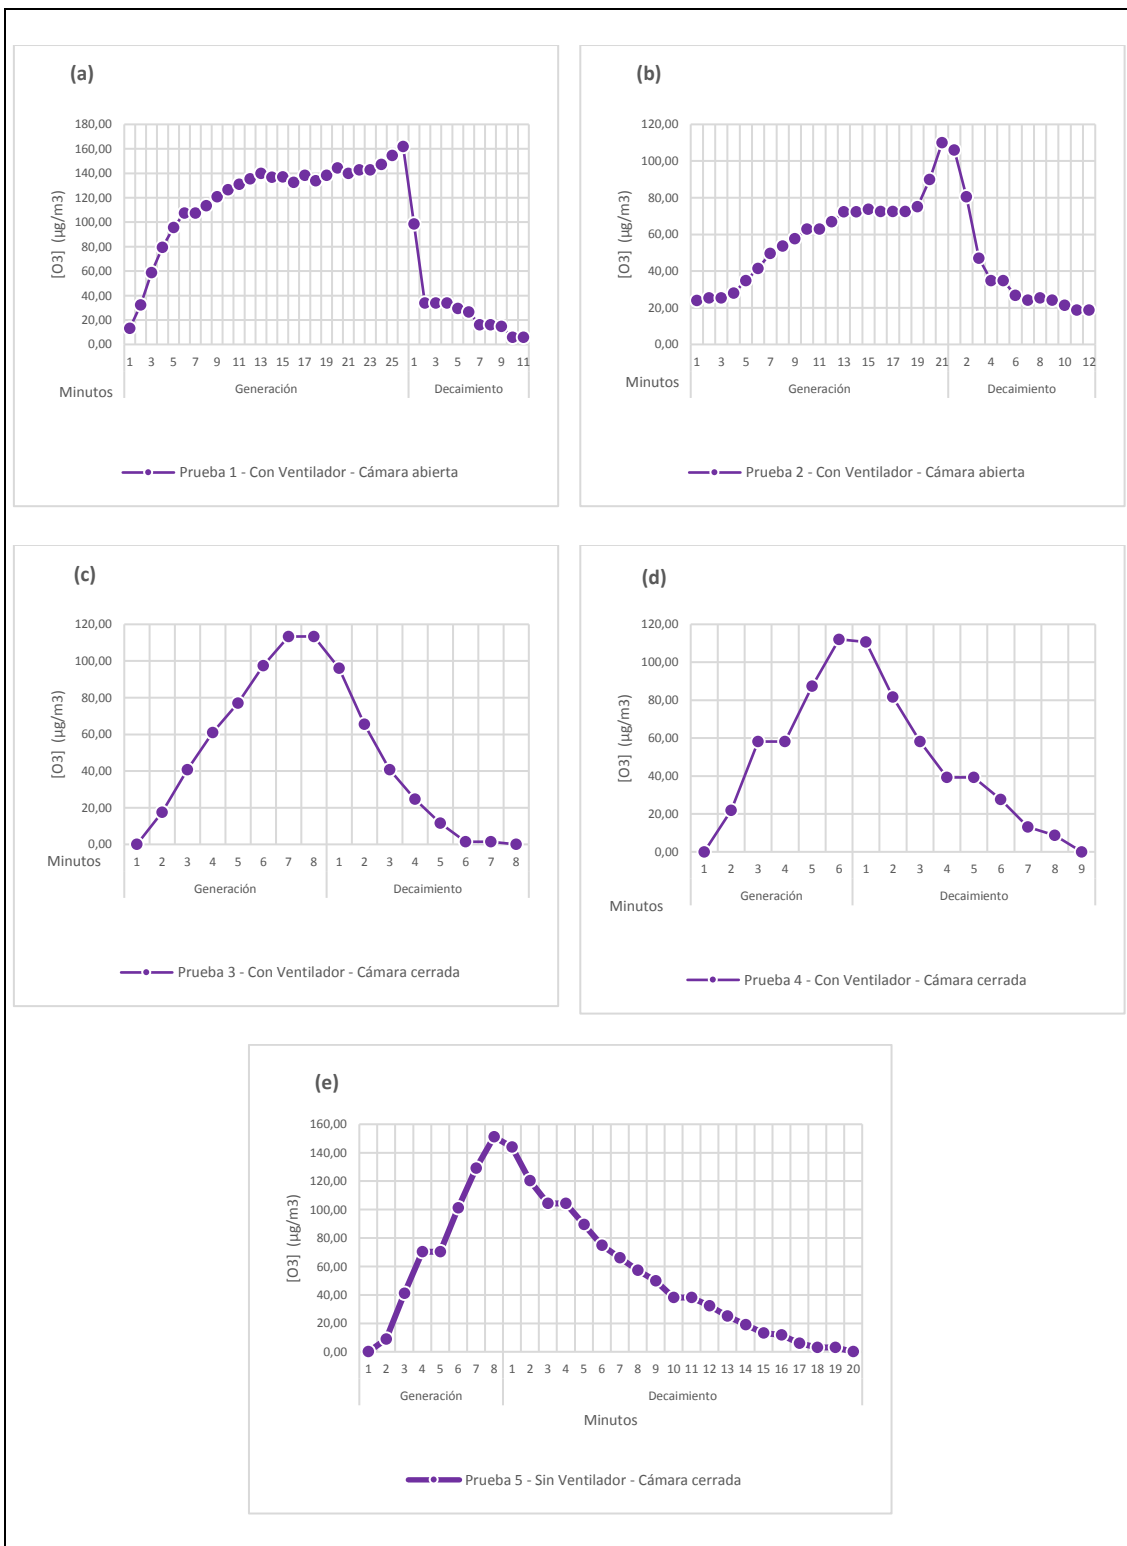 (a)
180,00
160,00
140,00
120,00
100,00
80,00
60,00
40,00
20,00
0,00
[O3] (µg/m3)
1 3 5 7 9 11 13 15 17 19 21 23 25 1 3 5 7 9 11
Generación Decaimiento
Minutos
Prueba 1 - Con Ventilador - Cámara abierta
(b)
120,00
100,00
80,00
60,00
40,00
20,00
0,00
[O3] (µg/m3)
1 3 5 7 9 11 13 15 17 19 21 2 4 6 8 10 12
Generación Decaimiento
Minutos
Prueba 2 - Con Ventilador - Cámara abierta
(c)
120,00
100,00
80,00
60,00
40,00
20,00
0,00
[O3] (µg/m3)
1 2 3 4 5 6 7 8 1 2 3 4 5 6 7 8
Minutos
Generación Decaimiento
Prueba 3 - Con Ventilador - Cámara cerrada
(d)
120,00
100,00
80,00
60,00
40,00
20,00
0,00
[O3] (µg/m3)
1 2 3 4 5 6 1 2 3 4 5 6 7 8 9
Generación Decaimiento
Minutos
Prueba 4 - Con Ventilador - Cámara cerrada
(e)
160,00
140,00
120,00
100,00
80,00
60,00
40,00
20,00
0,00
[O3] (µg/m3)
1 2 3 4 5 6 7 8 1 2 3 4 5 6 7 8 9 10 11 12 13 14 15 16 17 18 19 20
Generación Decaimiento
Minutos
Prueba 5 - Sin Ventilador - Cámara cerrada